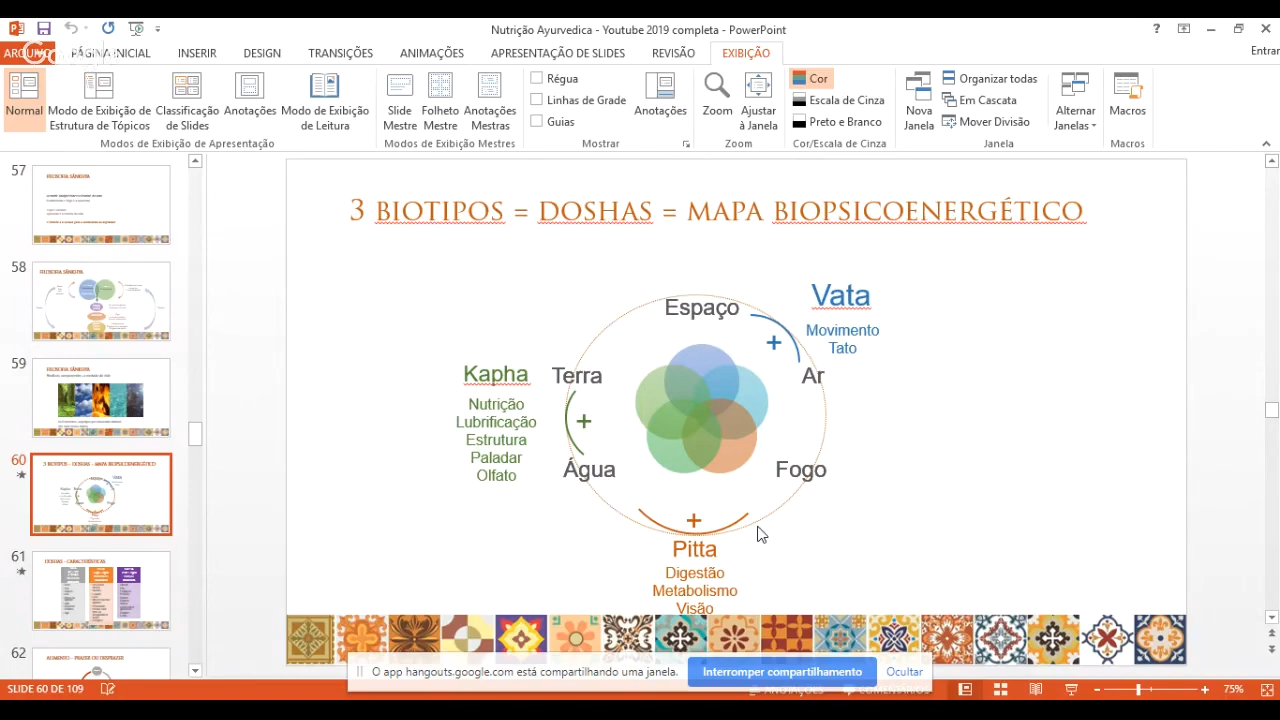 Nutrição Ayurvedica - Youtube 2019 completa - PowerPoint
Entrar
ARQUIVO PÁGINA INICIAL INSERIR DESIGN TRANSIÇÕES ANIMAÇÕES APRESENTAÇÃO DE SLIDES REVISÃO EXIBIÇÃO
Normal
Modo de Exibição de
Estrutura de Tópicos
Classificação
de Slides
Anotações
Modo de Exibição
de Leitura
Slide
Mestre
Folheto
Mestre
Anotações
Mestras
Régua
Linhas de Grade
Guias
Anotações
Zoom
Ajustar
à Janela
Cor
Escala de Cinza
Preto e Branco
Nova
Janela
Organizar todas
Em Cascata
Mover Divisão
Alternar
Janelas
Macros
Modos de Exibição de Apresentação
Modos de Exibição Mestres
Mostrar
Zoom
Cor/Escala de Cinza
Janela
Macros
57
58
59
60
61
62
3 BIOTIPOS = DOSHAS = MAPA BIOPSICOENERGÉTICO
Espaço
Vata
Movimento
Tato
+
Kapha
Terra
Ar
Nutrição
Lubrificação
Estrutura
Paladar
Olfato
+
Água
Fogo
+
Pitta
Digestão
Metabolismo
Visão
O app hangouts.google.com está compartilhando uma janela.
Interromper compartilhamento
Ocultar
SLIDE 60 DE 109
ANOTAÇÕES
COMENTÁRIOS
75%